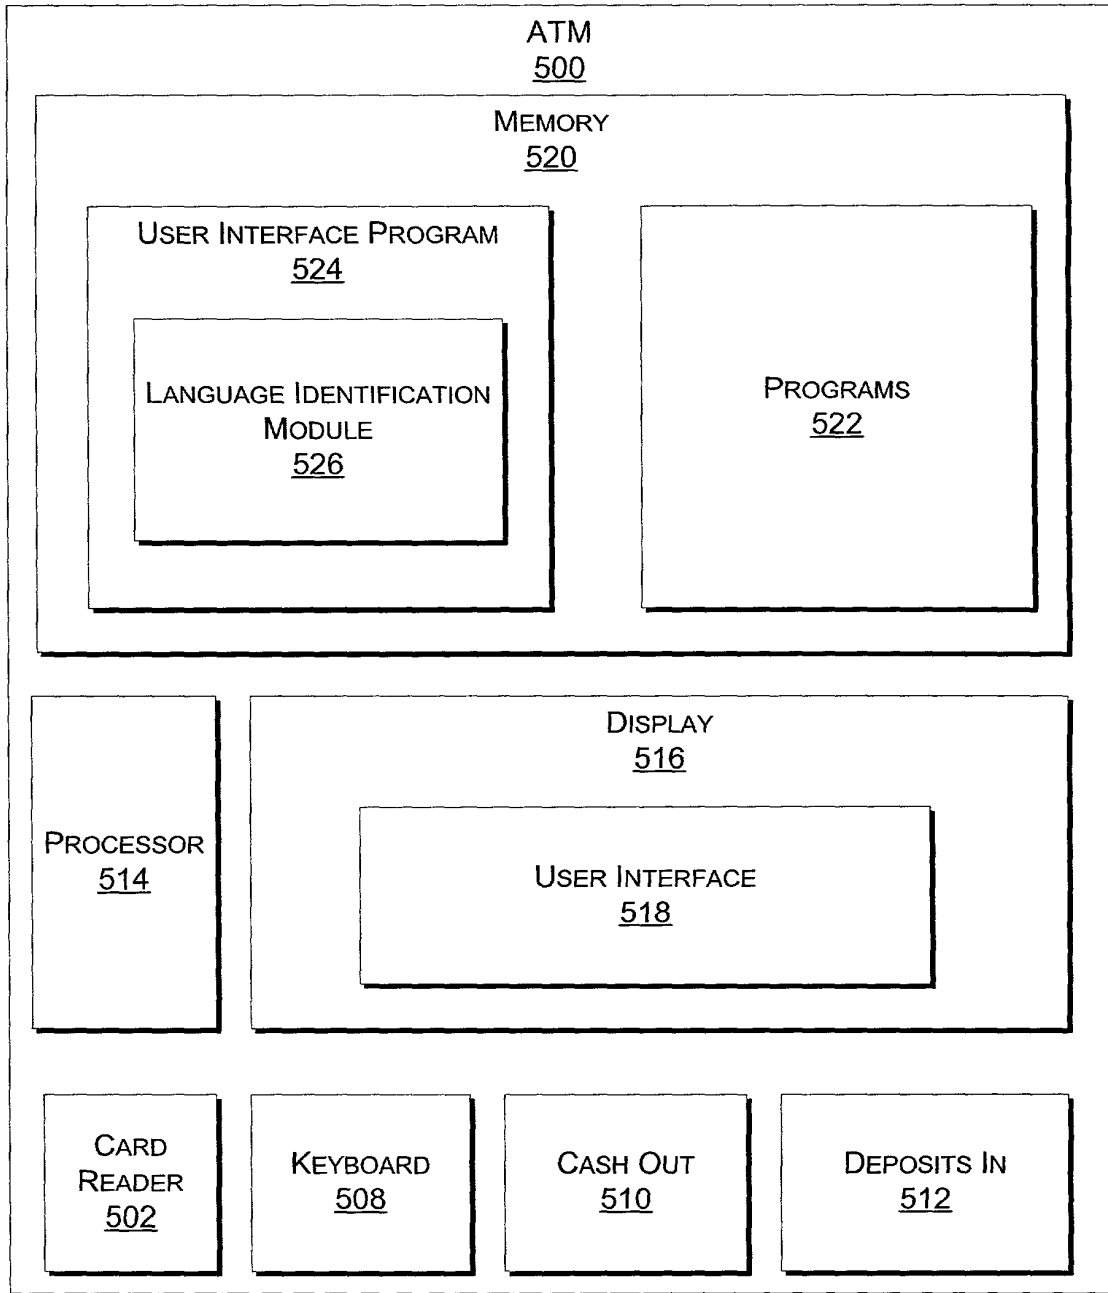 ATM
500
MEMORY
520
USER INTERFACE PROGRAM
524
LANGUAGE IDENTIFICATION
MODULE
526
PROGRAMS
522
PROCESSOR
514
DISPLAY
516
USER INTERFACE
518
CARD
READER
502
KEYBOARD
508
CASH OUT
510
DEPOSITS IN
512